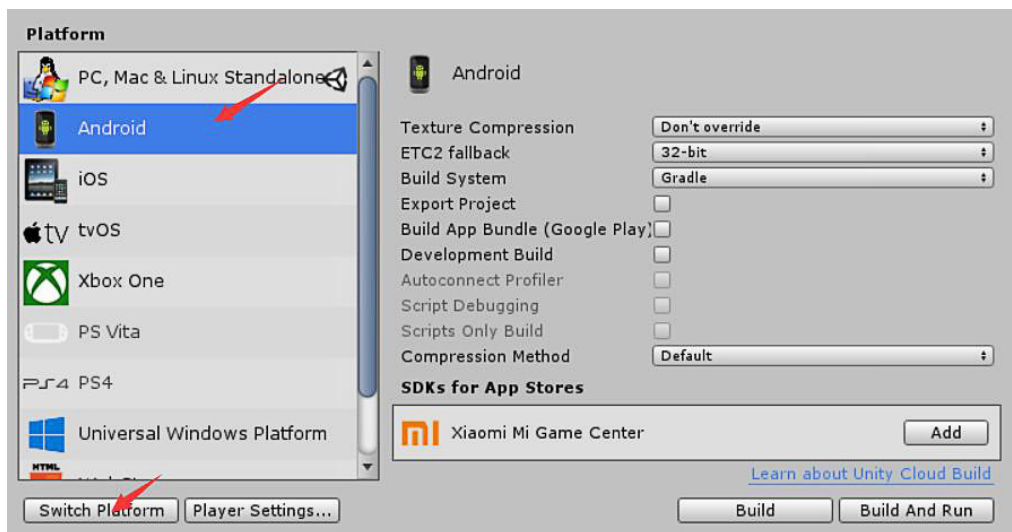 Platform
PC, Mac & Linux Standalone
Android
iOS
tv tvOS
Xbox One
PS Vita
PS4 PS4
Universal Windows Platform
HTML
Switch Platform
Player Settings...
Android
Texture Compression Don't override
ETC2 fallback 32-bit
Build System Gradle
Export Project
Build App Bundle (Google Play)
Development Build
Autoconnect Profiler
Script Debugging
Scripts Only Build
Compression Method Default
SDKs for App Stores
Xiaomi Mi Game Center Add
Learn about Unity Cloud Build
Build
Build And Run